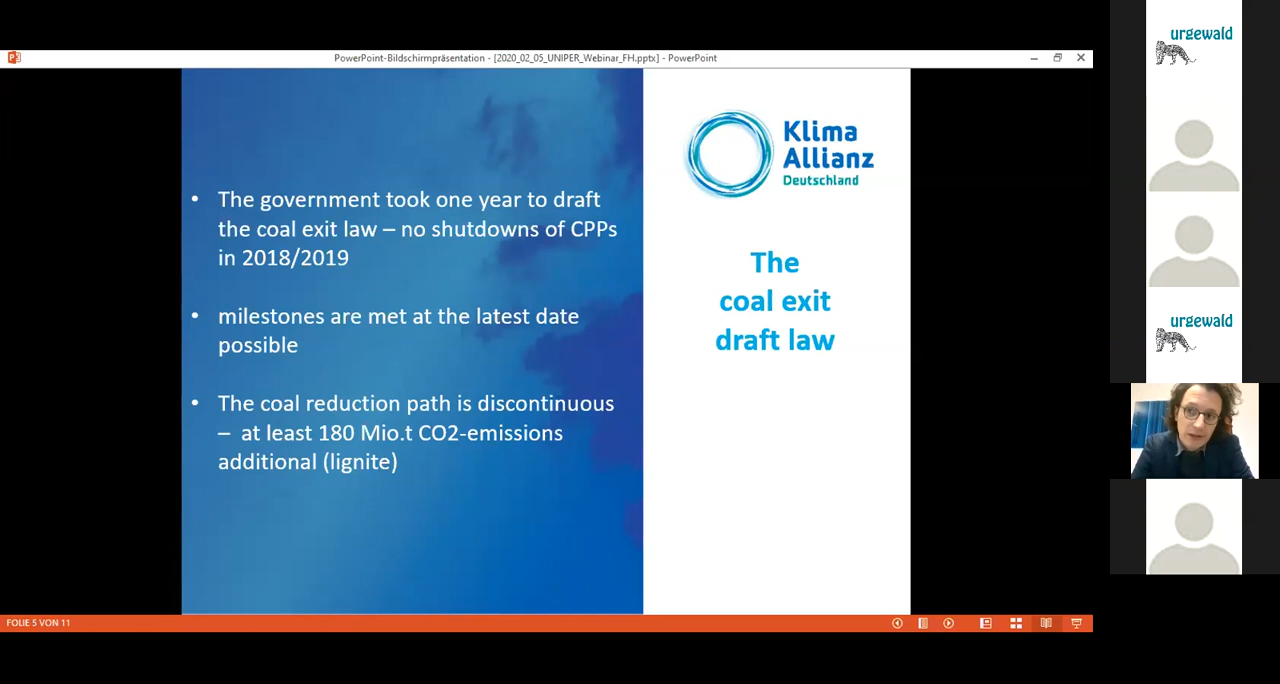 PowerPoint-Bildschirmpräsentation - [2020_02_05_UNIPER_Webinar_FH.pptx] - PowerPoint
• The government took one year to draft
the coal exit law – no shutdowns of CPPs
in 2018/2019
• milestones are met at the latest date
possible
• The coal reduction path is discontinuous
– at least 180 Mio.t CO2-emissions
additional (lignite)
Klima
Allianz
Deutschland
The
coal exit
draft law
FOLIE 5 VON 11
urgewald
urgewald